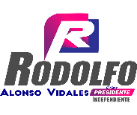 R
RODOLFO
ALONSO VIDALES
PRESIDENTE
INDEPENDIENTE